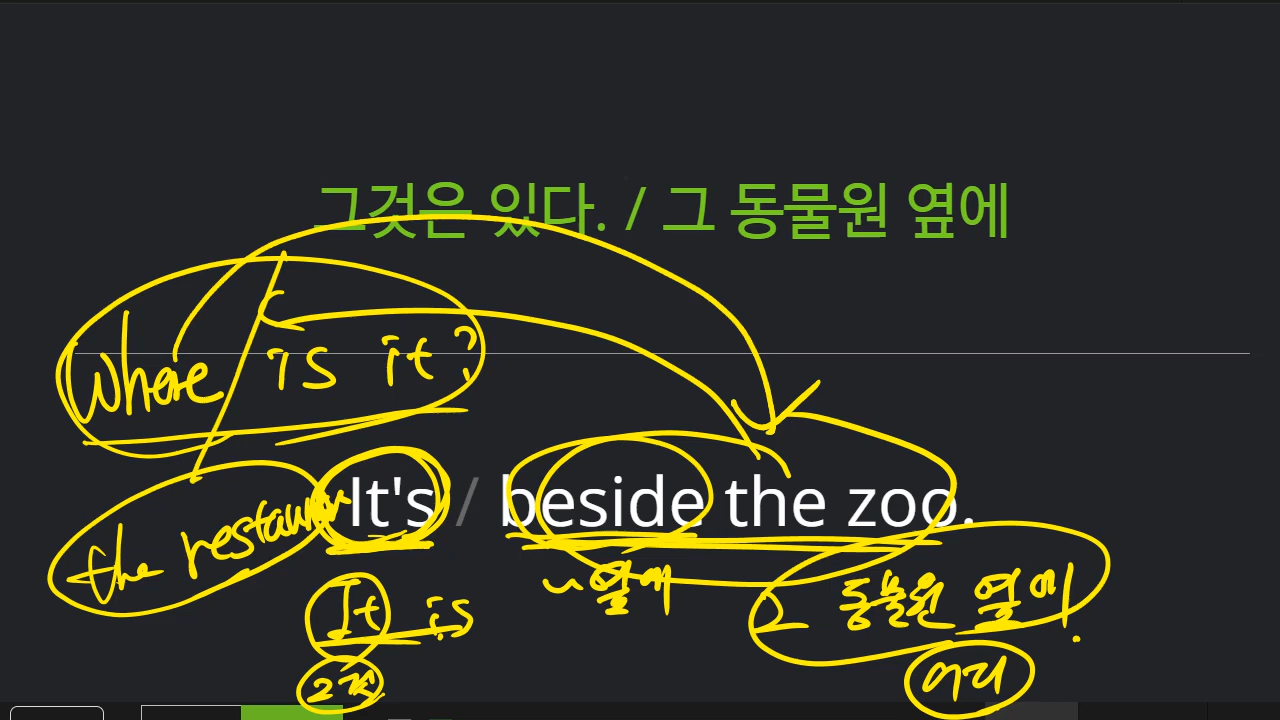 그것은 있다. / 그 동물원 옆에
Where is it?
It's / beside the zoo.
the restaurant
~옆에
그 동물원 옆에!
It is
그것
어디